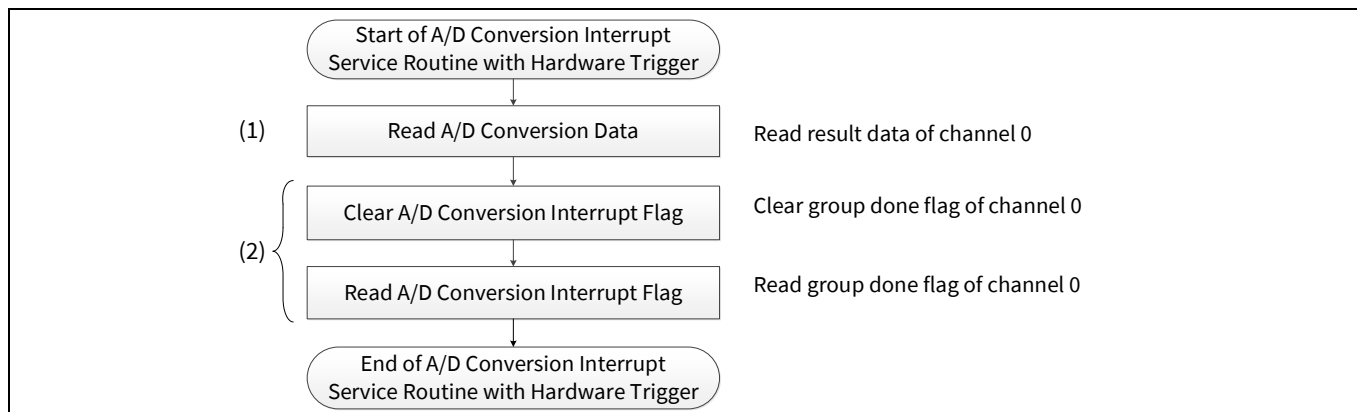 Start of A/D Conversion Interrupt
Service Routine with Hardware Trigger
(1)
Read A/D Conversion Data
Read result data of channel 0
Clear A/D Conversion Interrupt Flag
Clear group done flag of channel 0
(2)
Read A/D Conversion Interrupt Flag
Read group done flag of channel 0
End of A/D Conversion Interrupt
Service Routine with Hardware Trigger